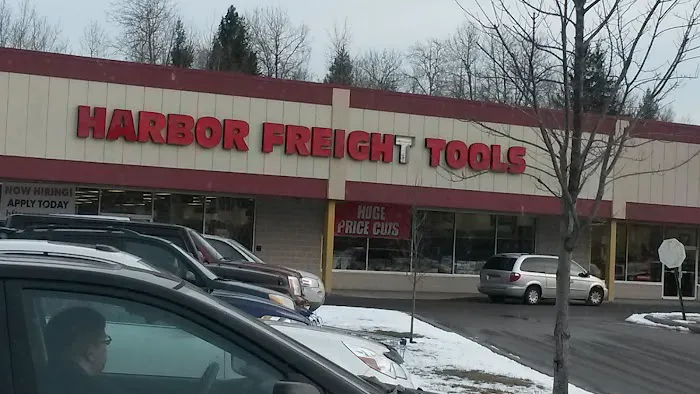 HARBOR FREIGHT TOOLS
NOW HIRING!
APPLY TODAY
HUGE
PRICE CUTS